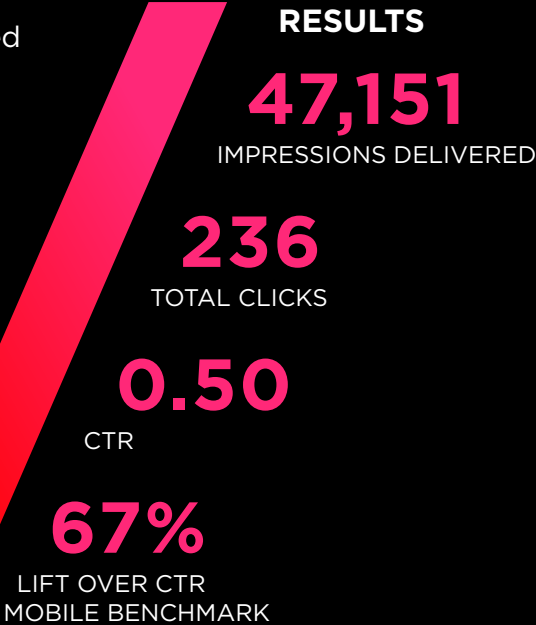 RESULTS
47,151
IMPRESSIONS DELIVERED
236
TOTAL CLICKS
0.50
CTR
67%
LIFT OVER CTR
MOBILE BENCHMARK